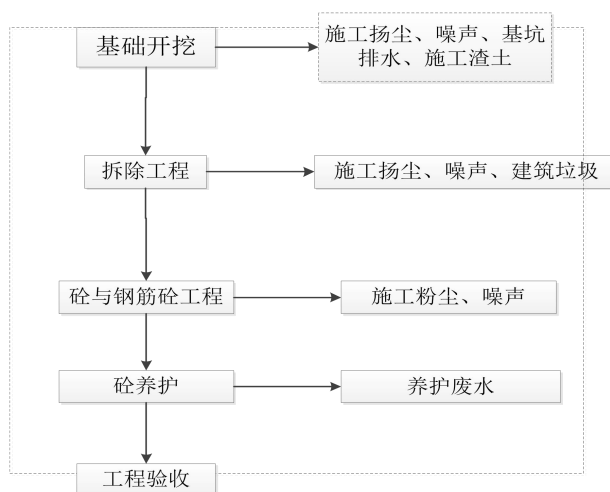 基础开挖
施工扬尘、噪声、基坑
排水、施工渣土
拆除工程
施工扬尘、噪声、建筑垃圾
砼与钢筋砼工程
施工粉尘、噪声
砼养护
养护废水
工程验收